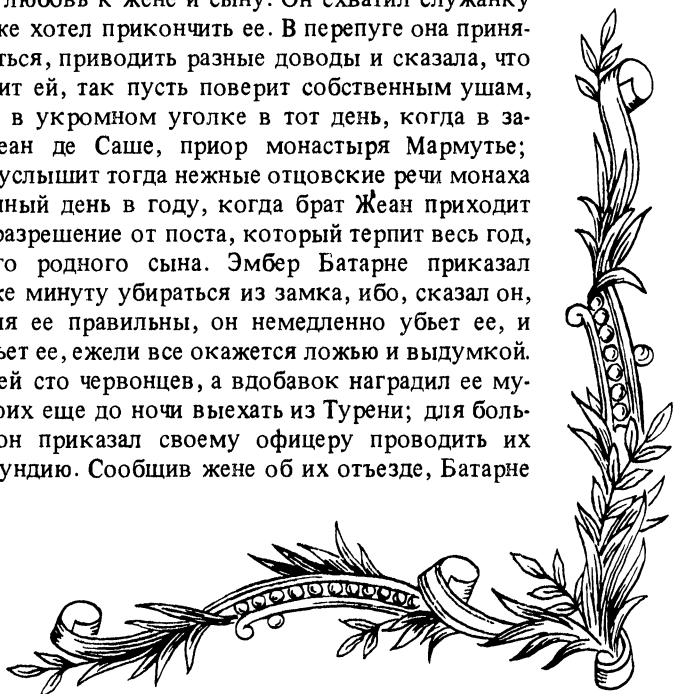 любовь к жене и сыну. Он схватил служанку
же хотел прикончить ее. В перепуге она приня-
ться, приводить разные доводы и сказала, что
ит ей, так пусть поверит собственным ушам,
в укромном уголке в тот день, когда в за-
еан де Саше, приор монастыря Мармутье;
услышит тогда нежные отцовские речи монаха
нный день в году, когда брат Жеан приходит
разрешение от поста, который терпит весь год,
го родного сына. Эмбер Батарне приказал
же минуту убираться из замка, ибо, сказал он,
ия ее правильны, он немедленно убьет ее, и
ьет ее, ежели все окажется ложью и выдумкой.
ей сто червонцев, а вдобавок наградил ее му-
оих еще до ночи выехать из Турени; для боль-
он приказал своему офицеру проводить их
ундию. Сообщив жене об их отъезде, Батарне